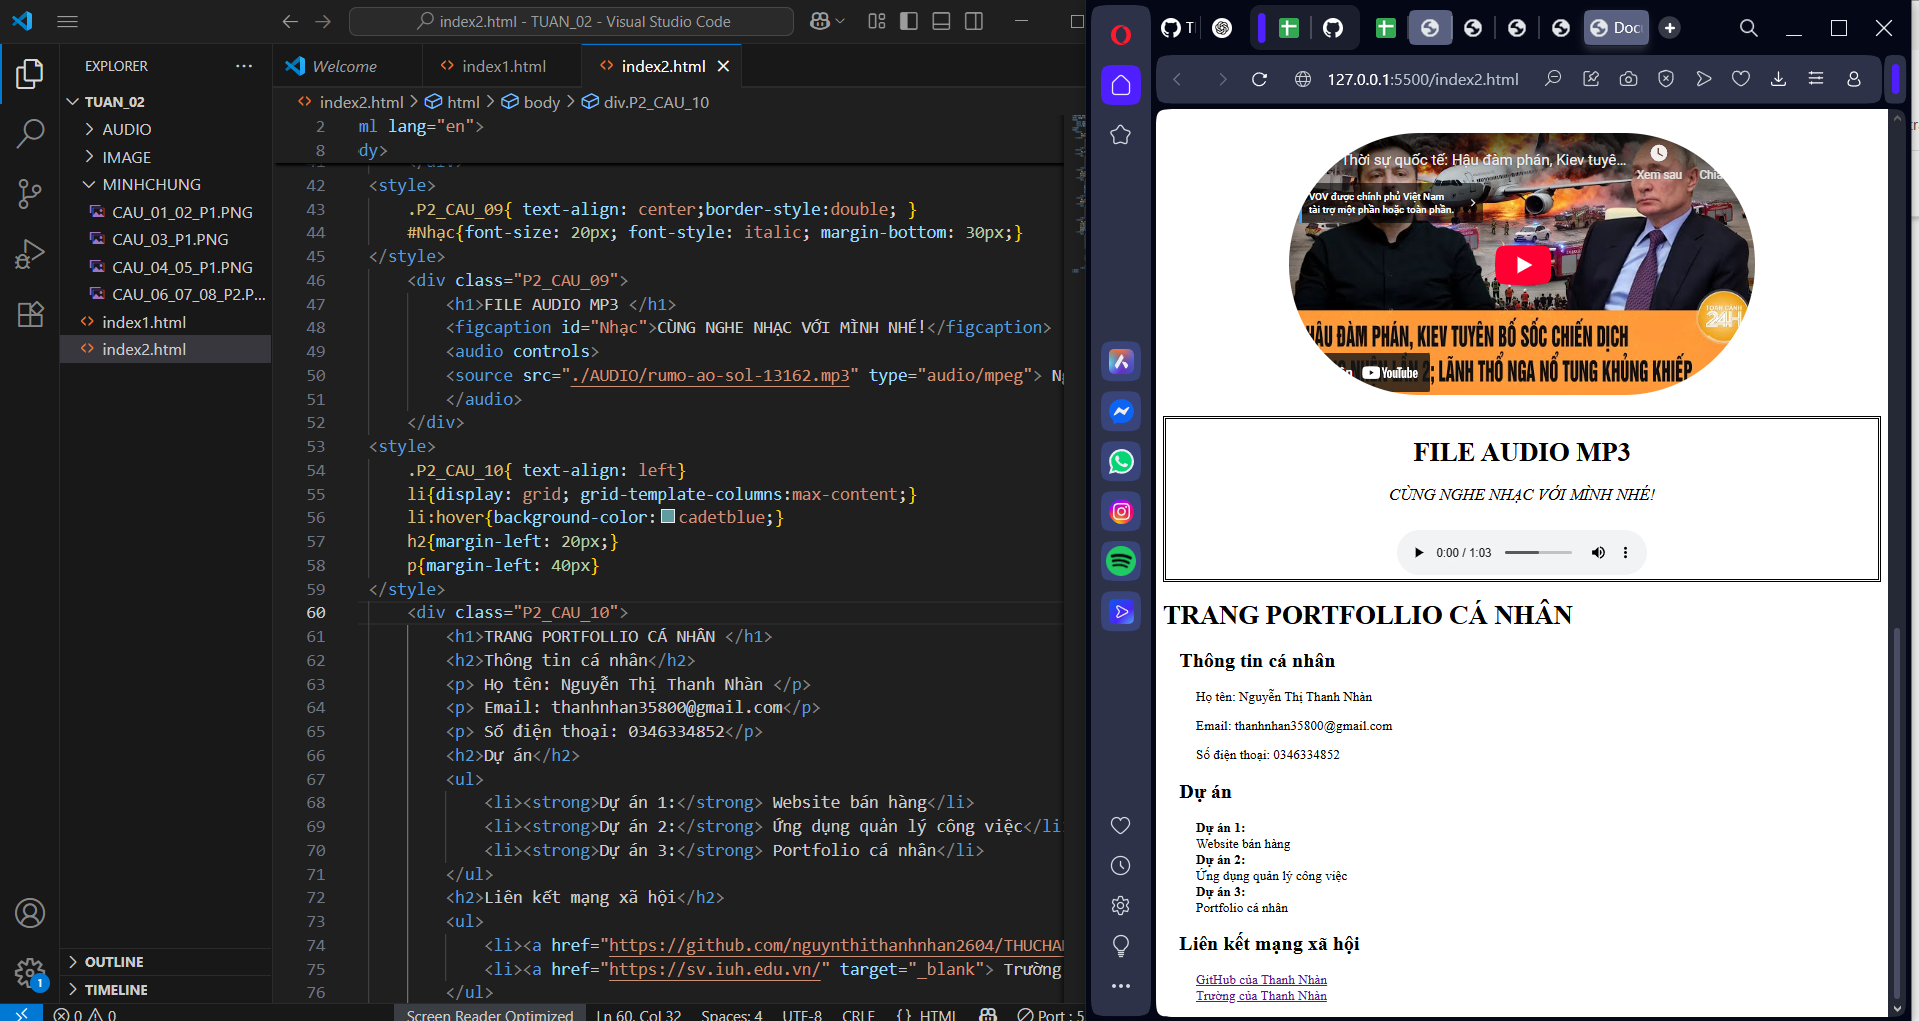 index2.html - TUAN_02 - Visual Studio Code
EXPLORER
TUAN_02
AUDIO
IMAGE
MINHCHUNG
CAU_01_02_P1.PNG
CAU_03_P1.PNG
CAU_04_05_P1.PNG
CAU_06_07_08_P2.P...
index1.html
index2.html
OUTLINE
TIMELINE
Welcome
index1.html
index2.html
index2.html > html > body > div.P2_CAU_10
2 ml lang="en">
8 dy>
42 <style>
43 .P2_CAU_09{ text-align: center;border-style:double; }
44 #Nhạc{font-size: 20px; font-style: italic; margin-bottom: 30px;}
45 </style>
46 <div class="P2_CAU_09">
47 <h1>FILE AUDIO MP3 </h1>
48 <figcaption id="Nhạc">CÙNG NGHE NHẠC VỚI MÌNH NHÉ!</figcaption>
49 <audio controls>
50 <source src="./AUDIO/rumo-ao-sol-13162.mp3" type="audio/mpeg"> Ng
51 </audio>
52 </div>
53 <style>
54 .P2_CAU_10{ text-align: left}
55 li{display: grid; grid-template-columns:max-content;}
56 li:hover{background-color: cadetblue;}
57 h2{margin-left: 20px;}
58 p{margin-left: 40px}
59 </style>
60 <div class="P2_CAU_10">
61 <h1>TRANG PORTFOLLIO CÁ NHÂN </h1>
62 <h2>Thông tin cá nhân</h2>
63 <p> Họ tên: Nguyễn Thị Thanh Nhàn </p>
64 <p> Email: thanhnhan35800@gmail.com</p>
65 <p> Số điện thoại: 0346334852</p>
66 <h2>Dự án</h2>
67 <ul>
68 <li><strong>Dự án 1:</strong> Website bán hàng</li>
69 <li><strong>Dự án 2:</strong> Ứng dụng quản lý công việc</li
70 <li><strong>Dự án 3:</strong> Portfolio cá nhân</li>
71 </ul>
72 <h2>Liên kết mạng xã hội</h2>
73 <ul>
74 <li><a href="https://github.com/nguynthithanhnhan2604/THUCHAN
75 <li><a href="https://sv.iuh.edu.vn/" target="_blank"> Trường
76 </ul>
1
0 0
Screen Reader Optimized
Ln 60, Col 32
Spaces: 4
UTF-8
CRLF
{ } HTML
Port : 5
Doc
127.0.0.1:5500/index2.html
Thời sự quốc tế: Hậu đàm phán, Kiev tuyê...
Xem sau
Chia
VOV được chính phủ Việt Nam
tài trợ một phần hoặc toàn phần.
TOÀN CẢNH
24H
HẬU ĐÀM PHÁN, KIEV TUYÊN BỐ SỐC CHIẾN DỊCH
LẦN 2; LÃNH THỔ NGA NỔ TUNG KHỦNG KHIẾP
YouTube
FILE AUDIO MP3
CÙNG NGHE NHẠC VỚI MÌNH NHÉ!
0:00 / 1:03
TRANG PORTFOLLIO CÁ NHÂN
Thông tin cá nhân
Họ tên: Nguyễn Thị Thanh Nhàn
Email: thanhnhan35800@gmail.com
Số điện thoại: 0346334852
Dự án
Dự án 1:
Website bán hàng
Dự án 2:
Ứng dụng quản lý công việc
Dự án 3:
Portfolio cá nhân
Liên kết mạng xã hội
GitHub của Thanh Nhàn
Trường của Thanh Nhàn